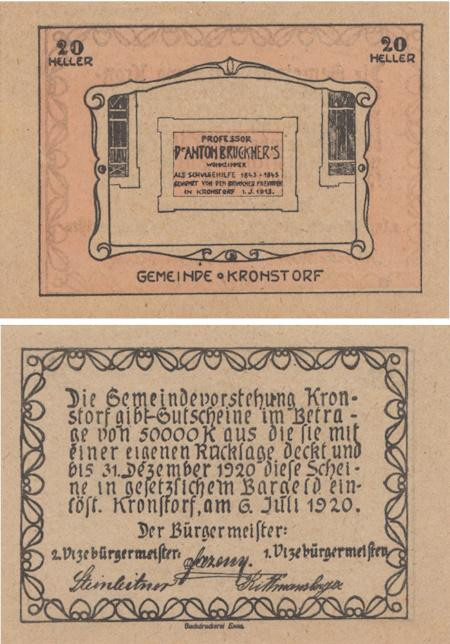 20 HELLER
20 HELLER
PROFESSOR
Dr ANTON BRUCKNER'S
WOHNZIMMER
ALS SCHULGEHILFE 1843-1845
GEWIDMET VON DEN BRUCKNER FREUNDEN
IN KRONSTORF I.J. 1913.
GEMEINDE ∘ KRONSTORF
Die Gemeindevorstehung Kron-
storf gibt Gutscheine im Betra-
ge von 50000 K aus die sie mit
einer eigenen Rücklage deckt und
bis 31. Dezember 1920 diese Schei-
ne in gesetzlichem Bargeld ein-
löst. Kronstorf, am 6. Juli 1920.
Der Bürgermeister:
2. Vizebürgermeister: 1. Vizebürgermeister
Steinleitner
Buchdruckerei Enns.